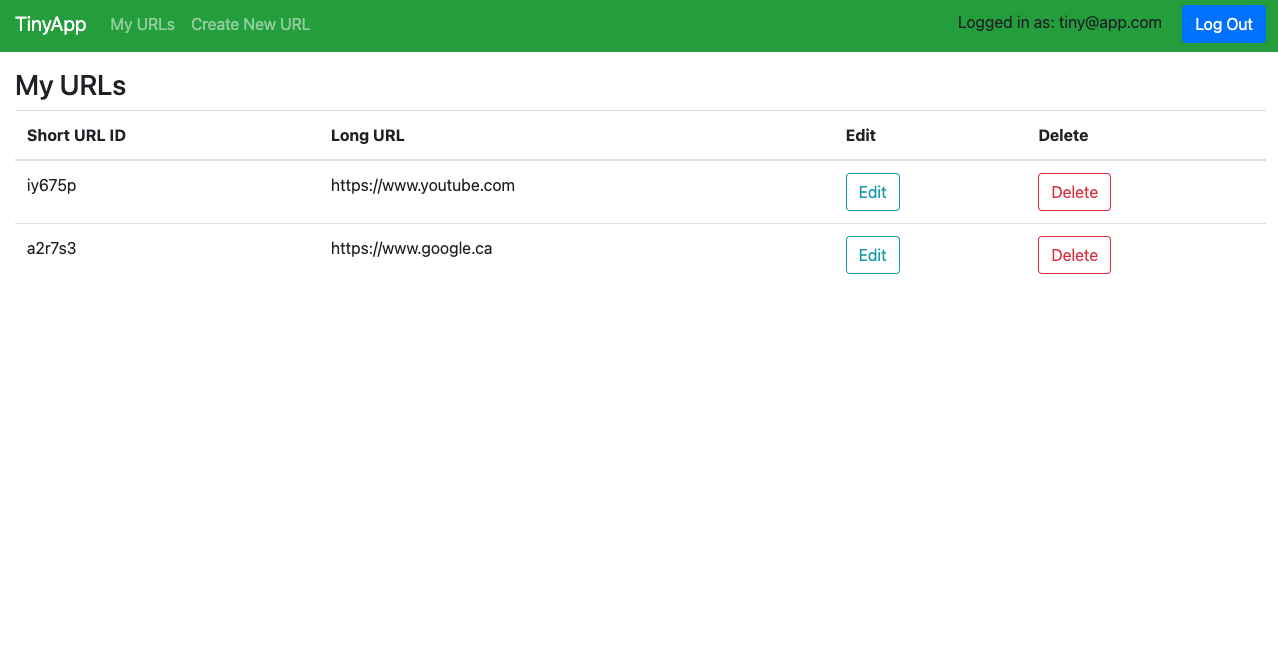 TinyApp My URLs Create New URL Logged in as: tiny@app.com Log Out
My URLs
Short URL ID Long URL Edit Delete
iy675p https://www.youtube.com Edit Delete
a2r7s3 https://www.google.ca Edit Delete